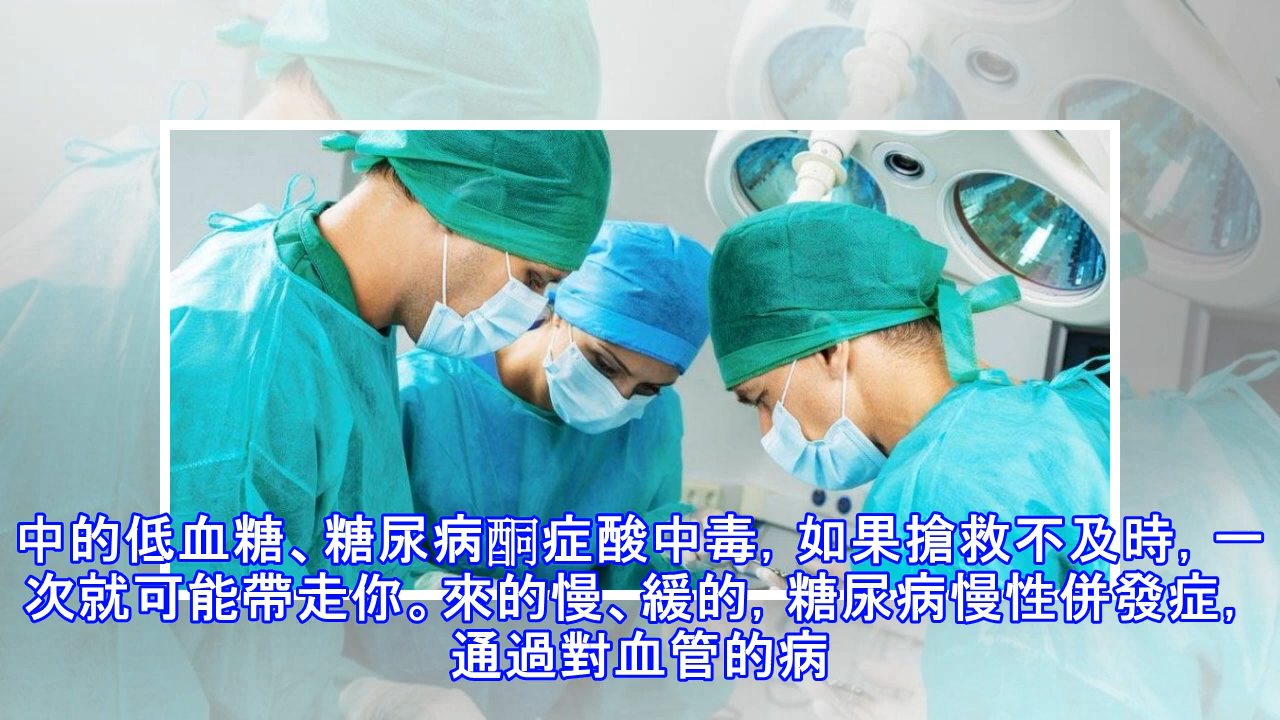 中的低血糖、糖尿病酮症酸中毒, 如果搶救不及時, 一
次就可能帶走你。來的慢、緩的, 糖尿病慢性併發症,
通過對血管的病